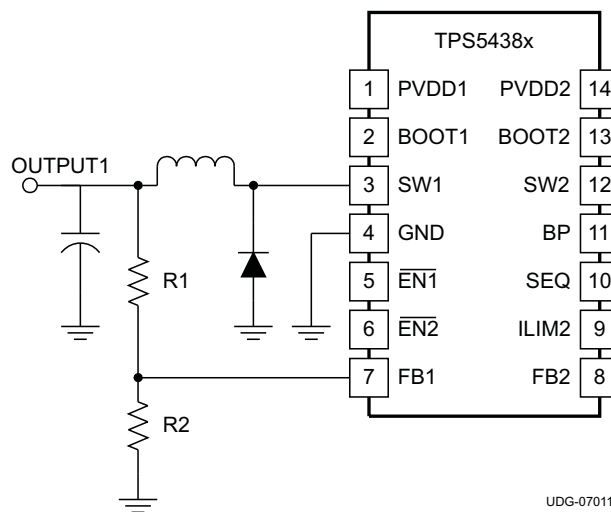 TPS5438x
1 PVDD1 PVDD2 14
2 BOOT1 BOOT2 13
OUTPUT1
3 SW1 SW2 12
4 GND BP 11
5 EN1 SEQ 10
R1
6 EN2 ILIM2 9
7 FB1 FB2 8
R2
UDG-07011